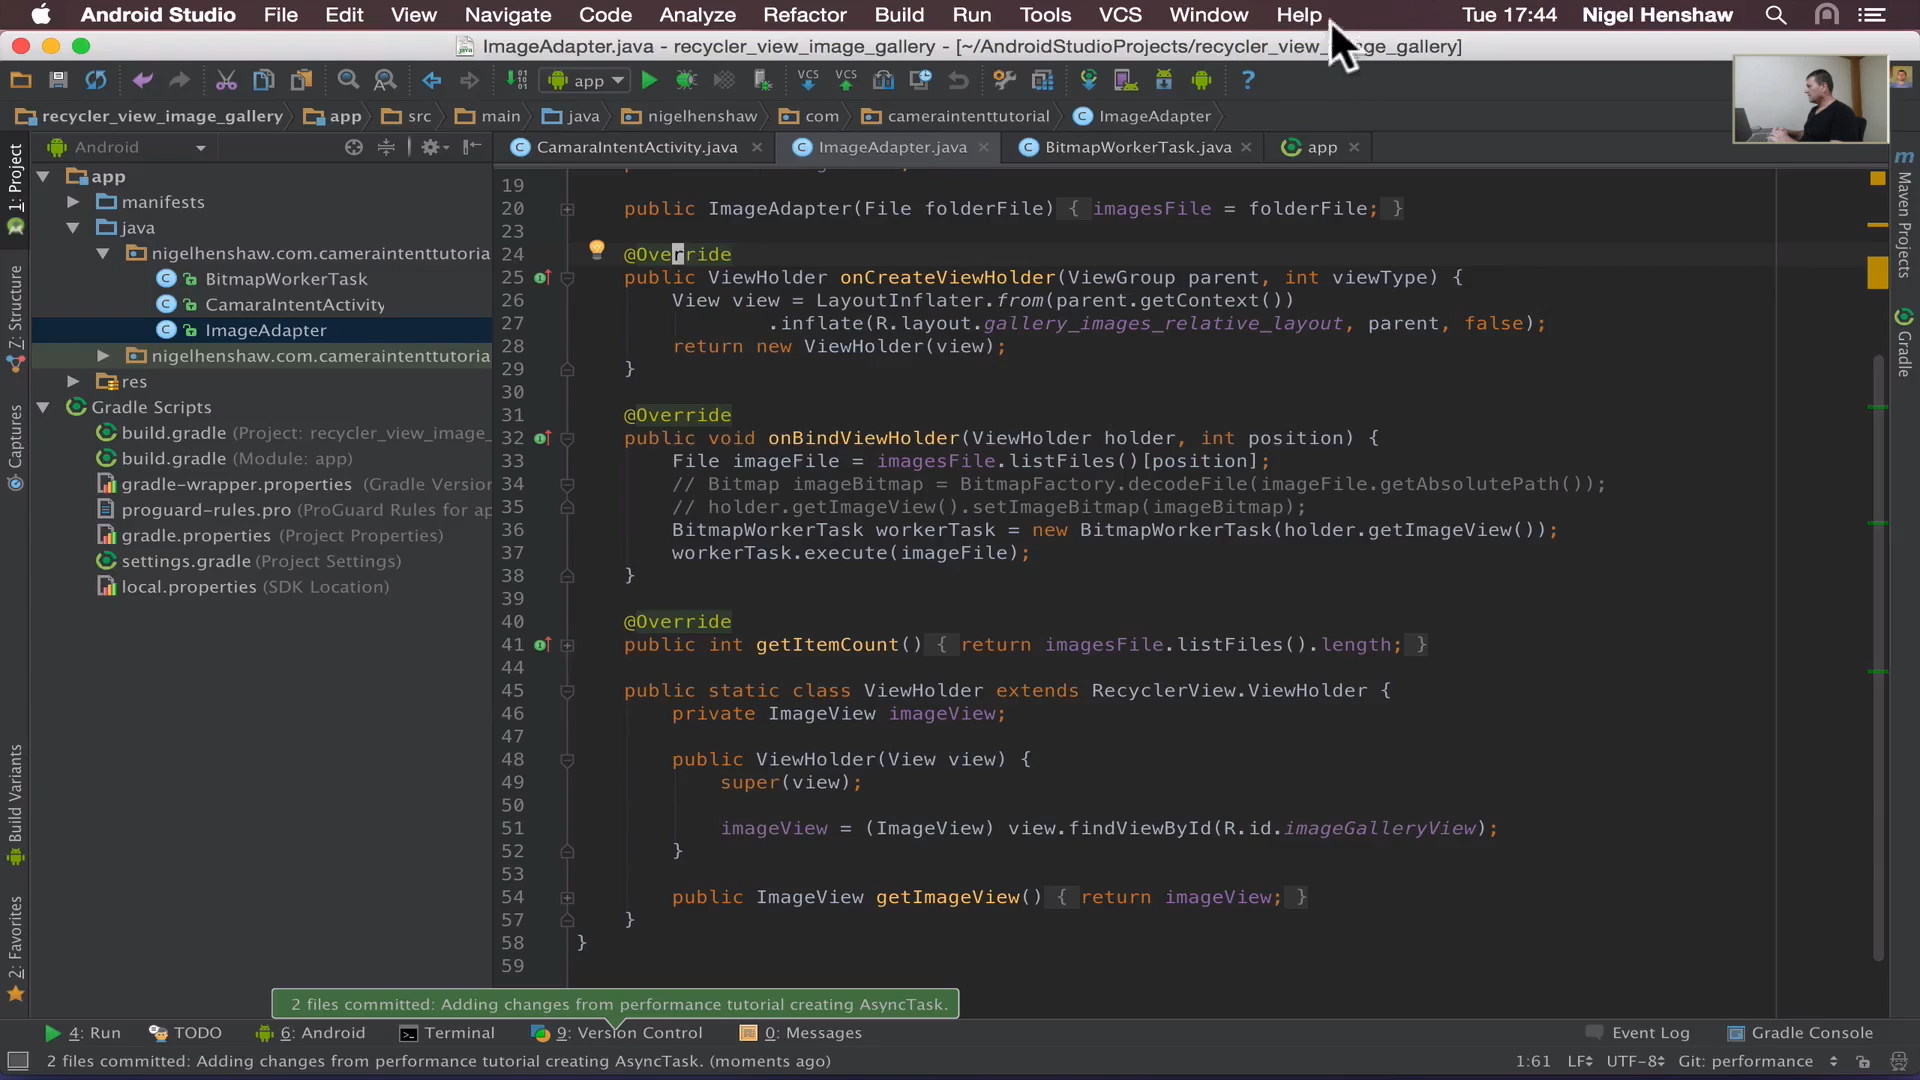 Android Studio File Edit View Navigate Code Analyze Refactor Build Run Tools VCS Window Help Tue 17:44 Nigel Henshaw
ImageAdapter.java - recycler_view_image_gallery - [~/AndroidStudioProjects/recycler_view_image_gallery]
app VCS VCS ?
recycler_view_image_gallery app src main java nigelhenshaw com cameraintenttutorial ImageAdapter
Android CamaraIntentActivity.java ImageAdapter.java BitmapWorkerTask.java app
1: Project
7: Structure
Captures
Build Variants
2: Favorites
app
manifests
java
nigelhenshaw.com.cameraintenttutoria
BitmapWorkerTask
CamaraIntentActivity
ImageAdapter
nigelhenshaw.com.cameraintenttutoria
res
Gradle Scripts
build.gradle (Project: recycler_view_image_
build.gradle (Module: app)
gradle-wrapper.properties (Gradle Version
proguard-rules.pro (ProGuard Rules for ap
gradle.properties (Project Properties)
settings.gradle (Project Settings)
local.properties (SDK Location)
19
20 public ImageAdapter(File folderFile) { imagesFile = folderFile; }
23
24 @Override
25 public ViewHolder onCreateViewHolder(ViewGroup parent, int viewType) {
26 View view = LayoutInflater.from(parent.getContext())
27 .inflate(R.layout.gallery_images_relative_layout, parent, false);
28 return new ViewHolder(view);
29 }
30
31 @Override
32 public void onBindViewHolder(ViewHolder holder, int position) {
33 File imageFile = imagesFile.listFiles()[position];
34 // Bitmap imageBitmap = BitmapFactory.decodeFile(imageFile.getAbsolutePath());
35 // holder.getImageView().setImageBitmap(imageBitmap);
36 BitmapWorkerTask workerTask = new BitmapWorkerTask(holder.getImageView());
37 workerTask.execute(imageFile);
38 }
39
40 @Override
41 public int getItemCount() { return imagesFile.listFiles().length; }
44
45 public static class ViewHolder extends RecyclerView.ViewHolder {
46 private ImageView imageView;
47
48 public ViewHolder(View view) {
49 super(view);
50
51 imageView = (ImageView) view.findViewById(R.id.imageGalleryView);
52 }
53
54 public ImageView getImageView() { return imageView; }
57 }
58 }
59
m Maven Projects
Gradle
2 files committed: Adding changes from performance tutorial creating AsyncTask.
4: Run TODO 6: Android Terminal 9: Version Control 0: Messages Event Log Gradle Console
2 files committed: Adding changes from performance tutorial creating AsyncTask. (moments ago) 1:61 LF UTF-8 Git: performance